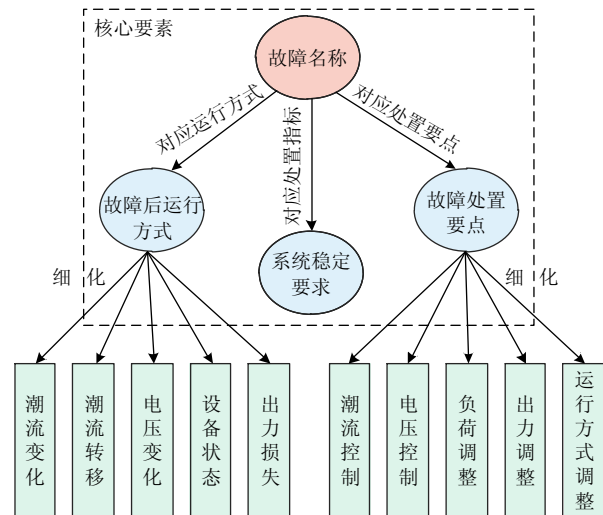 核心要素
故障名称
对应运行方式
对应处置指标
对应处置要点
故障后运行
方式
系统稳定
要求
故障处置
要点
细 化
细 化
潮流变化
潮流转移
电压变化
设备状态
出力损失
潮流控制
电压控制
负荷调整
出力调整
运行方式调整